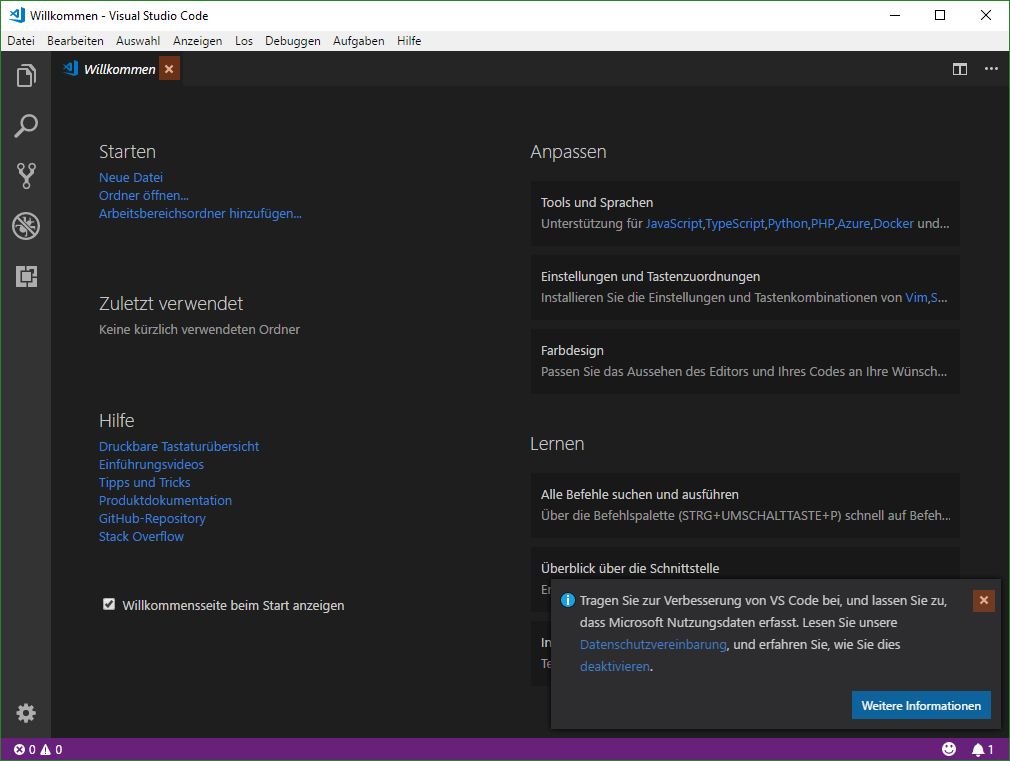 Willkommen - Visual Studio Code
Datei Bearbeiten Auswahl Anzeigen Los Debuggen Aufgaben Hilfe
Willkommen
Starten
Neue Datei
Ordner öffnen...
Arbeitsbereichsordner hinzufügen...
Zuletzt verwendet
Keine kürzlich verwendeten Ordner
Hilfe
Druckbare Tastaturübersicht
Einführungsvideos
Tipps und Tricks
Produktdokumentation
GitHub-Repository
Stack Overflow
Willkommensseite beim Start anzeigen
Anpassen
Tools und Sprachen
Unterstützung für JavaScript,TypeScript,Python,PHP,Azure,Docker und...
Einstellungen und Tastenzuordnungen
Installieren Sie die Einstellungen und Tastenkombinationen von Vim,S...
Farbdesign
Passen Sie das Aussehen des Editors und Ihres Codes an Ihre Wünsch...
Lernen
Alle Befehle suchen und ausführen
Über die Befehlspalette (STRG+UMSCHALTTASTE+P) schnell auf Befeh...
Überblick über die Schnittstelle
Tragen Sie zur Verbesserung von VS Code bei, und lassen Sie zu,
dass Microsoft Nutzungsdaten erfasst. Lesen Sie unsere
Datenschutzvereinbarung, und erfahren Sie, wie Sie dies
deaktivieren.
Weitere Informationen
0 0 1